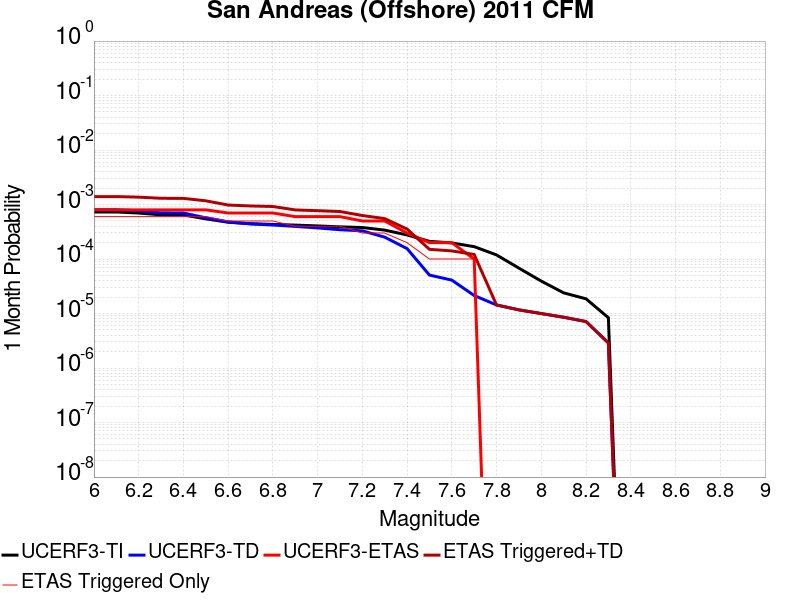 San Andreas (Offshore) 2011 CFM
1 Month Probability
10^0
10^-1
10^-2
10^-3
10^-4
10^-5
10^-6
10^-7
10^-8
6 6.2 6.4 6.6 6.8 7 7.2 7.4 7.6 7.8 8 8.2 8.4 8.6 8.8 9
Magnitude
UCERF3-TI UCERF3-TD UCERF3-ETAS ETAS Triggered+TD
ETAS Triggered Only